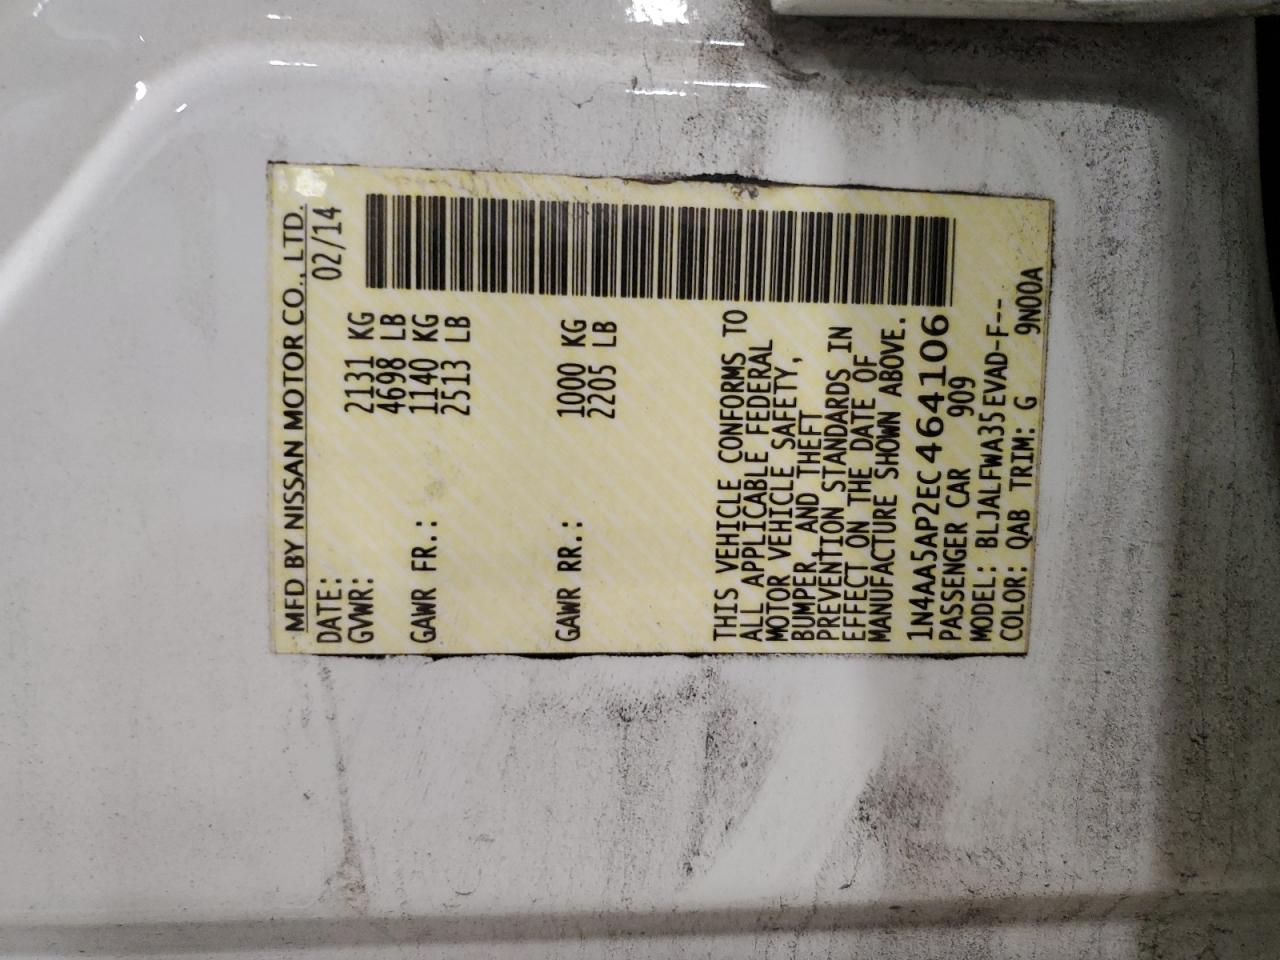 MFD BY NISSAN MOTOR CO., LTD.
DATE: 02/14
GVWR: 2131 KG
4698 LB
GAWR FR.: 1140 KG
2513 LB
GAWR RR.: 1000 KG
2205 LB
THIS VEHICLE CONFORMS TO
ALL APPLICABLE FEDERAL
MOTOR VEHICLE SAFETY,
BUMPER, AND THEFT
PREVENTION STANDARDS IN
EFFECT ON THE DATE OF
MANUFACTURE SHOWN ABOVE.
1N4AA5AP2EC464106
PASSENGER CAR 909
MODEL: BLJALFWA35EVAD-F--
COLOR: QAB TRIM: G 9N00A